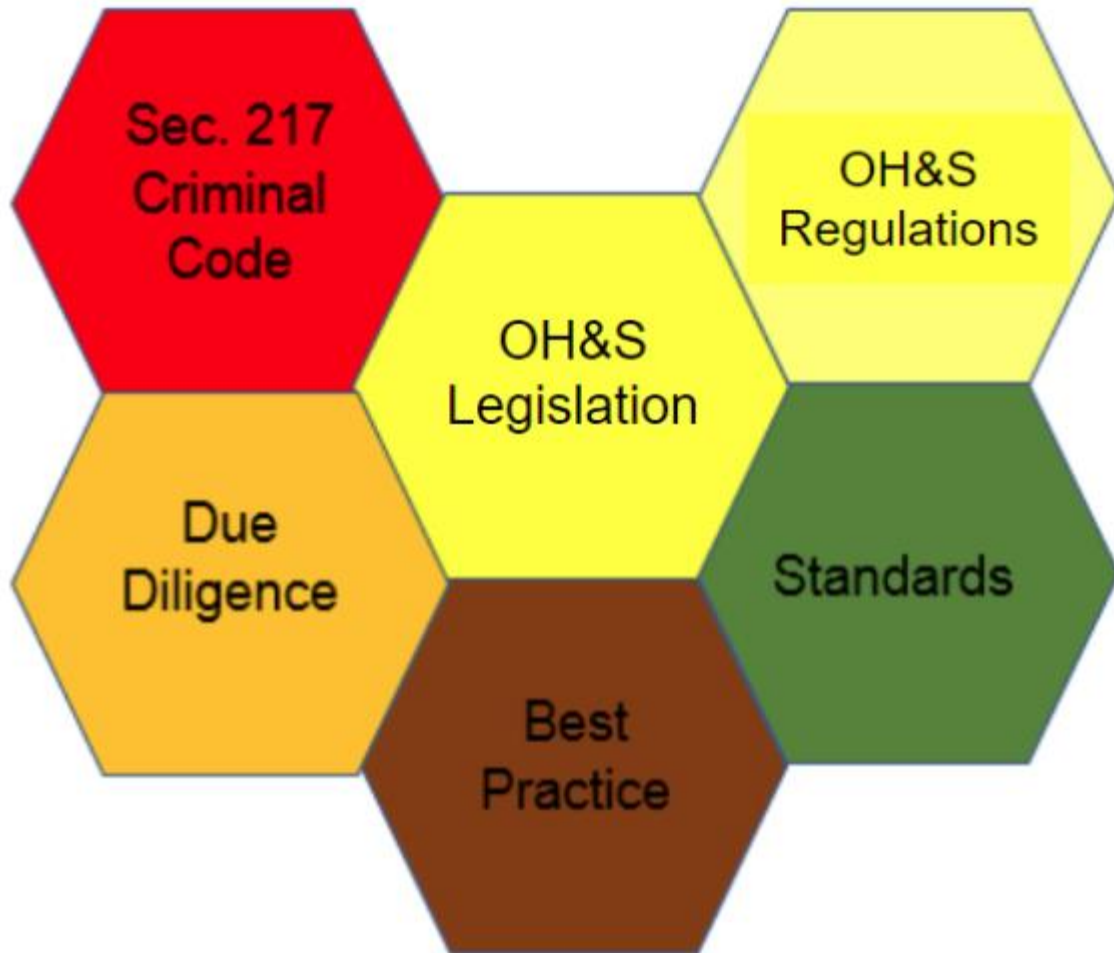 Sec. 217
Criminal
Code
OH&S
Regulations
OH&S
Legislation
Due
Diligence
Standards
Best
Practice